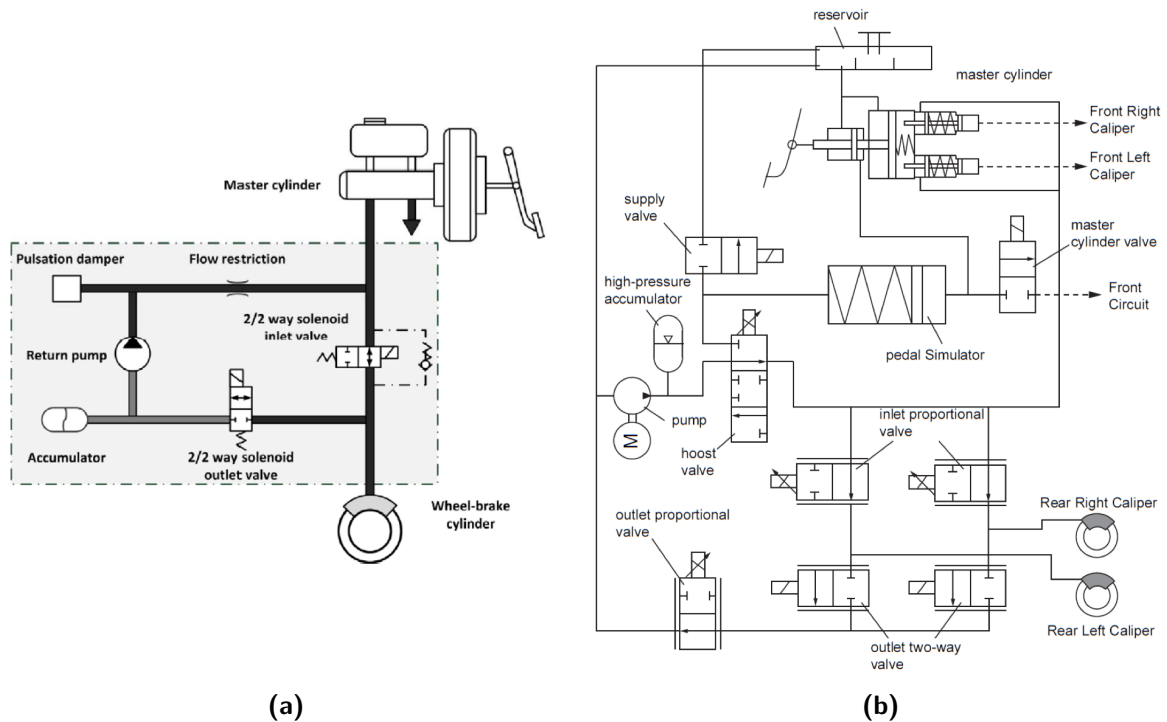 Master cylinder
Pulsation damper
Flow restriction
2/2 way solenoid
inlet valve
Return pump
Accumulator
2/2 way solenoid
outlet valve
Wheel-brake
cylinder
(a)
reservoir
master cylinder
Front Right
Caliper
Front Left
Caliper
supply
valve
master
cylinder valve
high-pressure
accumulator
Front
Circuit
pedal Simulator
pump
M
hoost
valve
inlet proportional
valve
outlet proportional
valve
Rear Right Caliper
Rear Left Caliper
outlet two-way
valve
(b)